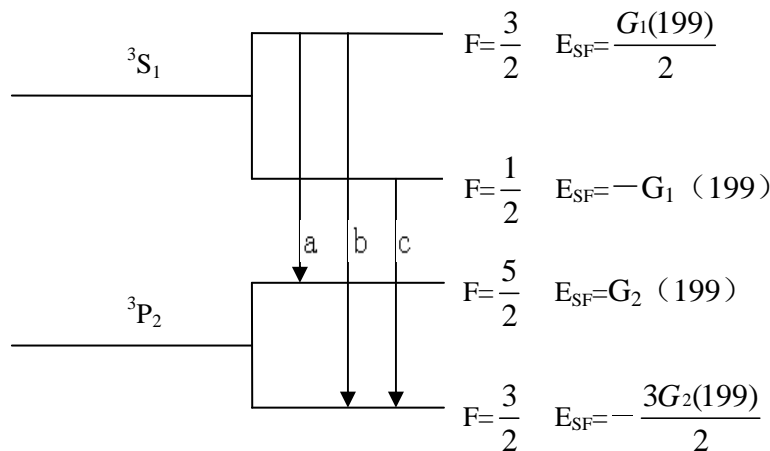 ³S₁
F=3/2 E_SF=G₁(199)/2
F=1/2 E_SF=—G₁（199）
a b c
F=5/2 E_SF=G₂（199）
³P₂
F=3/2 E_SF=-3G₂(199)/2